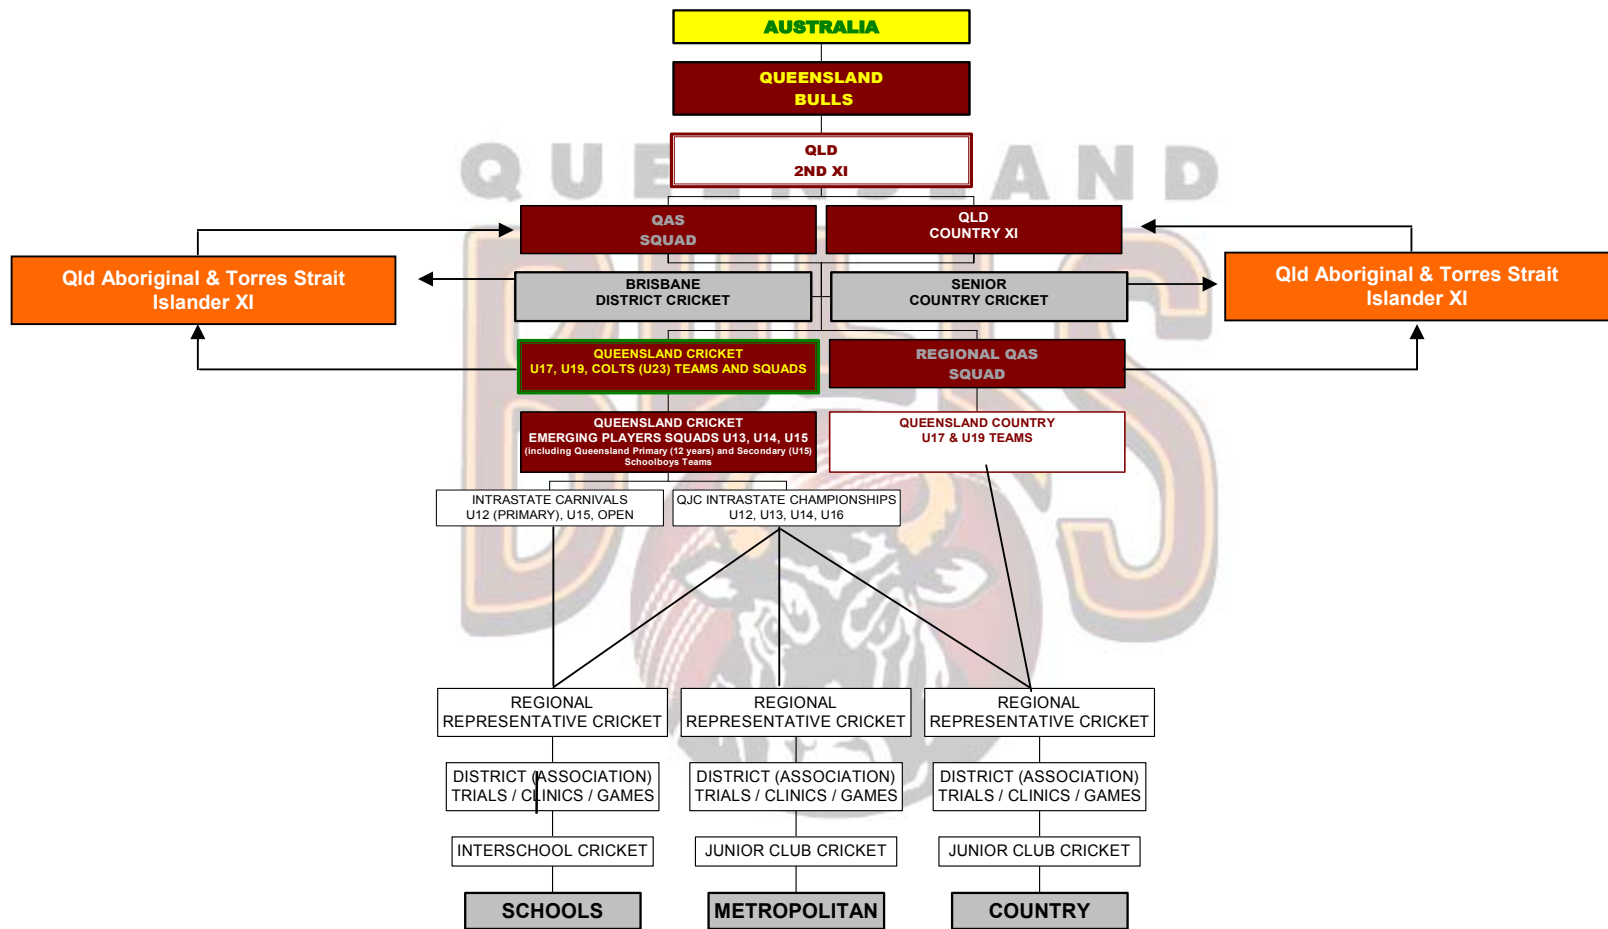 AUSTRALIA
QUEENSLAND
BULLS
QLD
2ND XI
QUEENSLAND
BULLS
QAS
SQUAD
QLD
COUNTRY XI
Qld Aboriginal & Torres Strait
Islander XI
BRISBANE
DISTRICT CRICKET
SENIOR
COUNTRY CRICKET
Qld Aboriginal & Torres Strait
Islander XI
QUEENSLAND CRICKET
U17, U19, COLTS (U23) TEAMS AND SQUADS
REGIONAL QAS
SQUAD
QUEENSLAND CRICKET
EMERGING PLAYERS SQUADS U13, U14, U15
(including Queensland Primary (12 years) and Secondary (U15)
Schoolboys Teams
QUEENSLAND COUNTRY
U17 & U19 TEAMS
INTRASTATE CARNIVALS
U12 (PRIMARY), U15, OPEN
QJC INTRASTATE CHAMPIONSHIPS
U12, U13, U14, U16
REGIONAL
REPRESENTATIVE CRICKET
REGIONAL
REPRESENTATIVE CRICKET
REGIONAL
REPRESENTATIVE CRICKET
DISTRICT (ASSOCIATION)
TRIALS / CLINICS / GAMES
DISTRICT (ASSOCIATION)
TRIALS / CLINICS / GAMES
DISTRICT (ASSOCIATION)
TRIALS / CLINICS / GAMES
INTERSCHOOL CRICKET
JUNIOR CLUB CRICKET
JUNIOR CLUB CRICKET
SCHOOLS
METROPOLITAN
COUNTRY